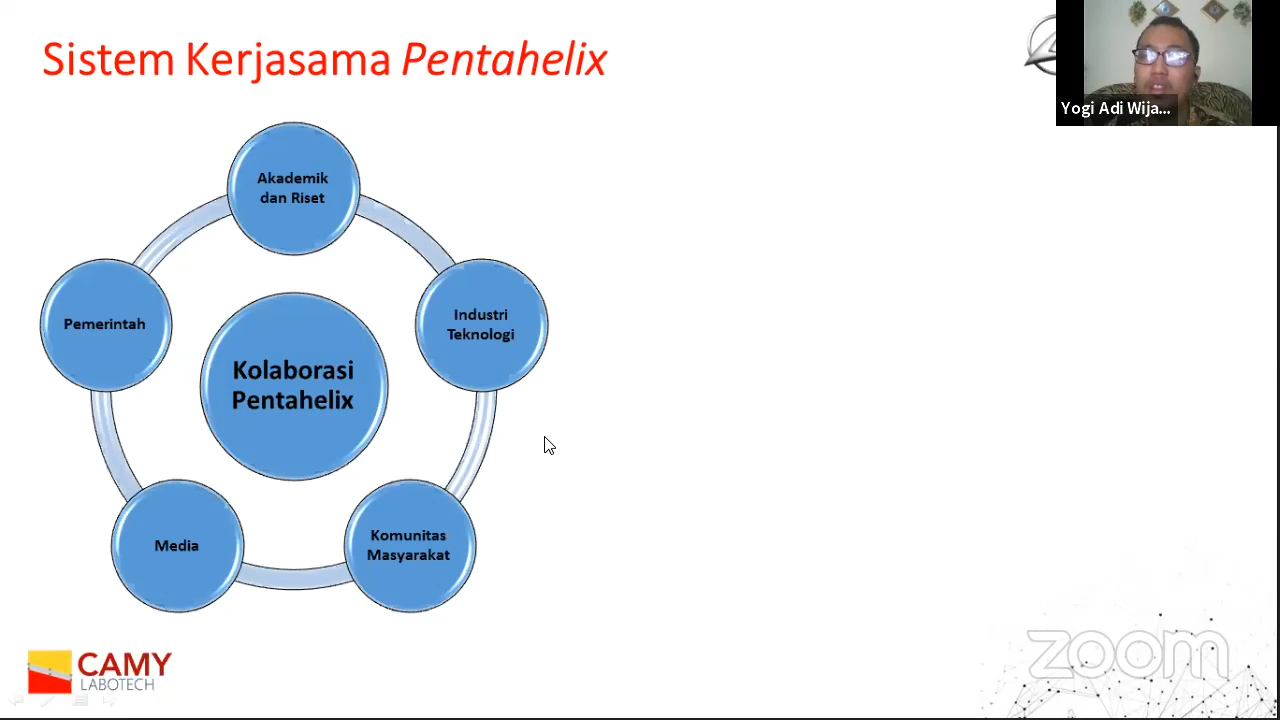 Sistem Kerjasama Pentahelix
Yogi Adi Wija...
Akademik
dan Riset
Pemerintah
Industri
Teknologi
Kolaborasi
Pentahelix
Media
Komunitas
Masyarakat
CAMY
LABOTECH
zoom